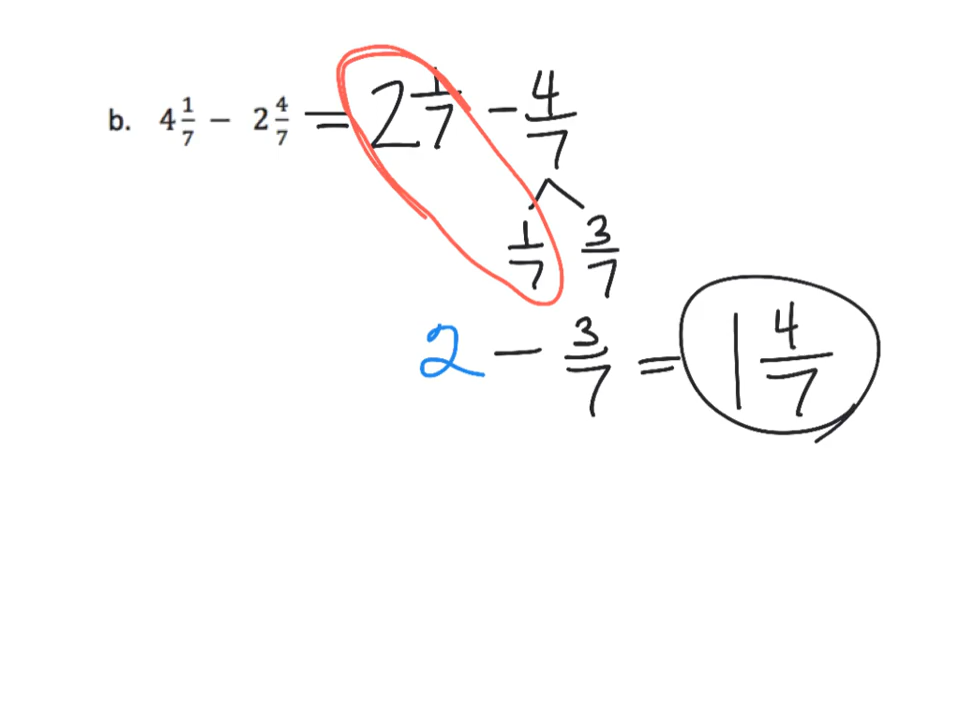 b. 4 1/7 − 2 4/7 = 2 1/7 − 4/7
1/7 3/7
2 − 3/7 = 1 4/7